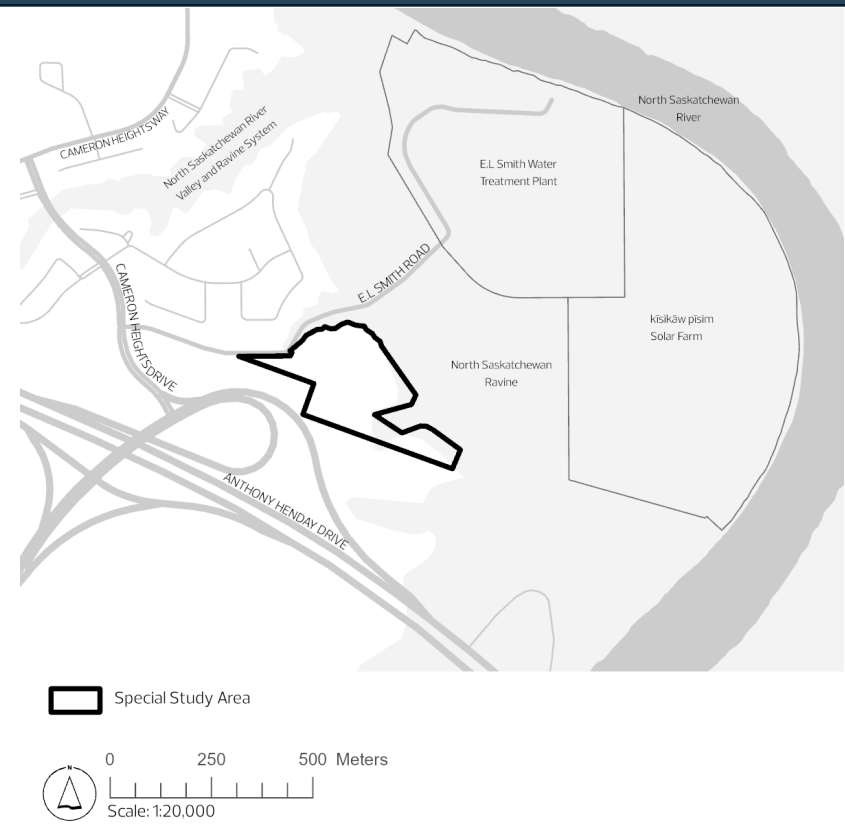 North Saskatchewan
River
CAMERON HEIGHTS WAY
North Saskatchewan River
Valley and Ravine System
E.L Smith Water
Treatment Plant
E.L SMITH ROAD
CAMERON HEIGHTS DRIVE
kīsikāw pīsim
Solar Farm
North Saskatchewan
Ravine
ANTHONY HENDAY DRIVE
Special Study Area
0 250 500 Meters
N
Scale: 1:20,000